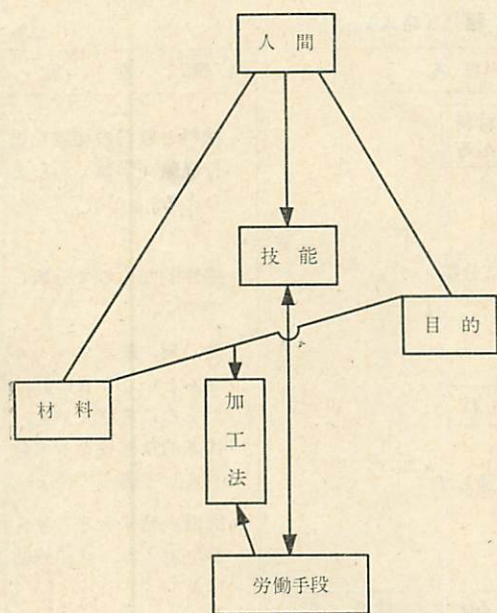 人間
技能
目的
材料
加工法
労働手段